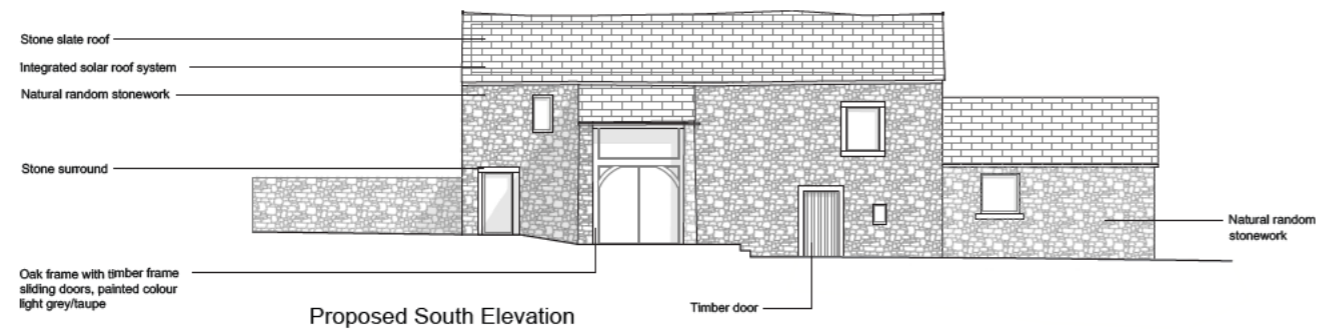 Stone slate roof
Integrated solar roof system
Natural random stonework
Stone surround
Natural random
stonework
Oak frame with timber frame
sliding doors, painted colour
light grey/taupe
Timber door
Proposed South Elevation